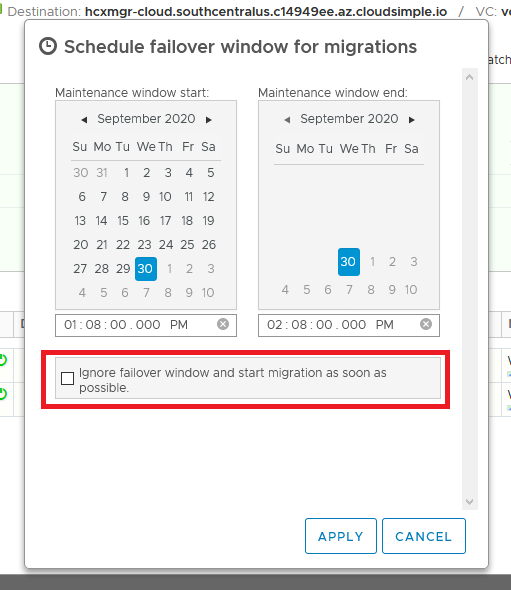 Destination: hcxmgr-cloud.southcentralus.c14949ee.az.cloudsimple.io / VC:
Schedule failover window for migrations
Maintenance window start:
September 2020
Su Mo Tu We Th Fr Sa
30 31 1 2 3 4 5
6 7 8 9 10 11 12
13 14 15 16 17 18 19
20 21 22 23 24 25 26
27 28 29 30 1 2 3
4 5 6 7 8 9 10
01 : 08 : 00 . 000 PM
Maintenance window end:
September 2020
Su Mo Tu We Th Fr Sa
30 1 2 3
4 5 6 7 8 9 10
02 : 08 : 00 . 000 PM
Ignore failover window and start migration as soon as
possible.
APPLY CANCEL